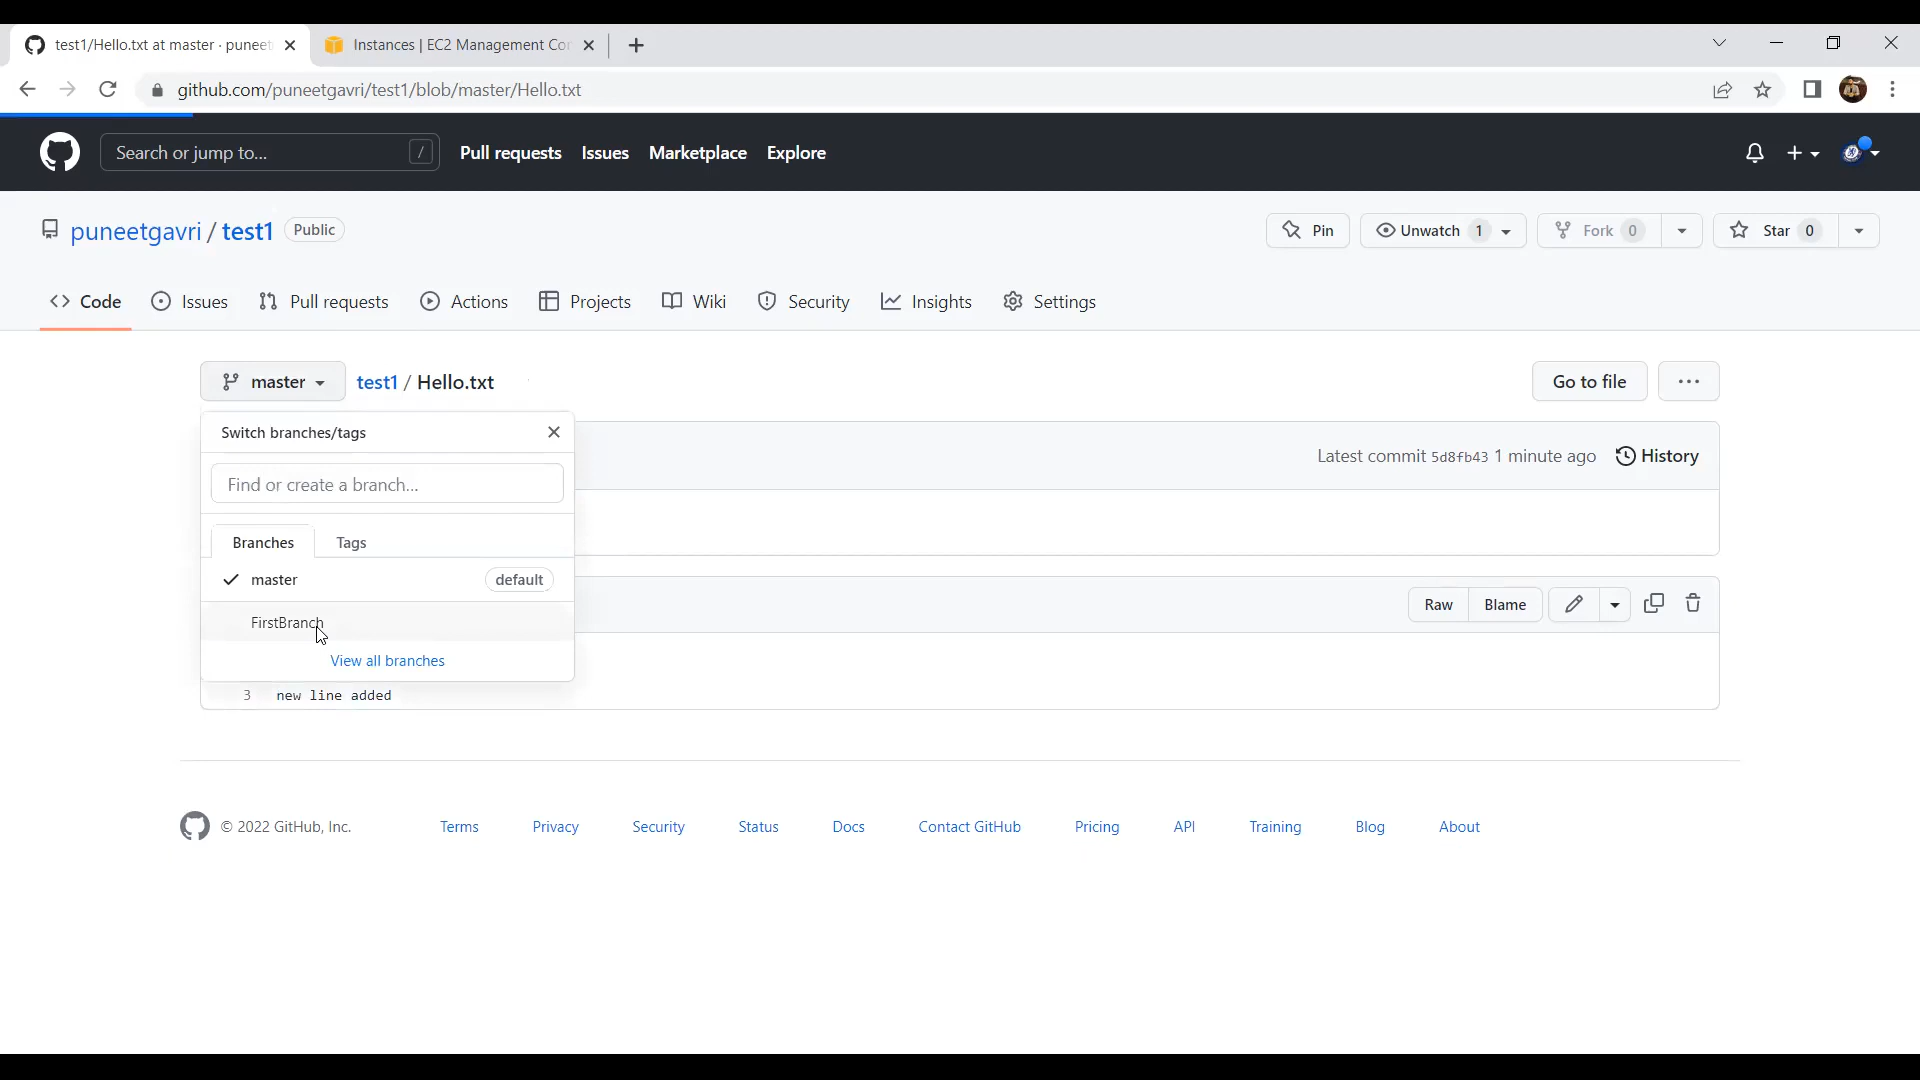 test1/Hello.txt at master · puneet
Instances | EC2 Management Co
github.com/puneetgavri/test1/blob/master/Hello.txt
Search or jump to... /
Pull requests Issues Marketplace Explore
puneetgavri / test1 Public
Pin Unwatch 1 Fork 0 Star 0
Code Issues Pull requests Actions Projects Wiki Security Insights Settings
master test1 / Hello.txt Go to file
Switch branches/tags
Latest commit 5d8fb43 1 minute ago History
Find or create a branch...
Branches Tags
master default
Raw Blame
FirstBranch
View all branches
3 new line added
© 2022 GitHub, Inc. Terms Privacy Security Status Docs Contact GitHub Pricing API Training Blog About